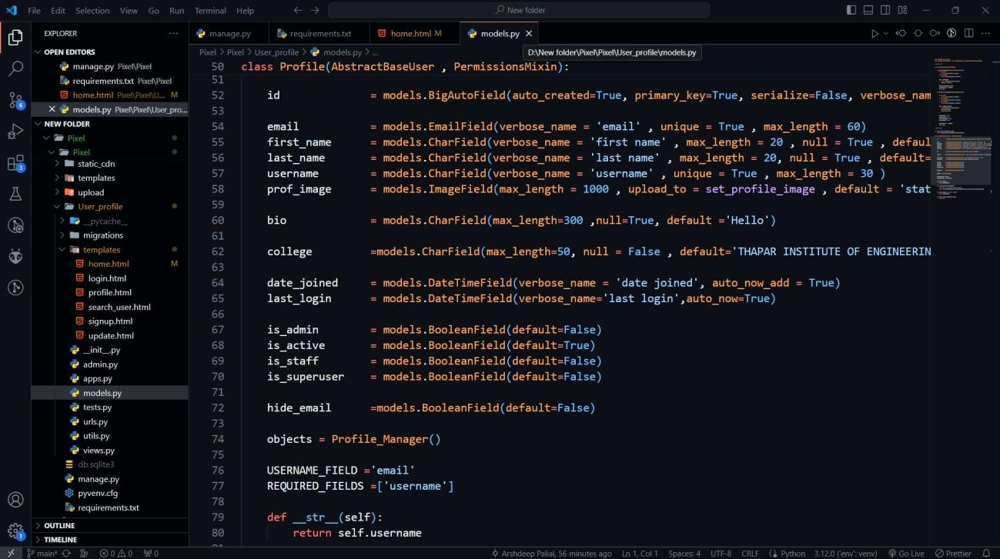 File Edit Selection View Go Run Terminal Help
New folder
EXPLORER
OPEN EDITORS
manage.py Pixel\Pixel
requirements.txt Pixel\Pixel
home.html Pixel\Pixel\U... M
models.py Pixel\Pixel\User_pro...
NEW FOLDER
Pixel
Pixel
static_cdn
templates
upload
User_profile
__pycache__
migrations
templates
home.html M
login.html
profile.html
search_user.html
signup.html
update.html
__init__.py
admin.py
apps.py
models.py
tests.py
urls.py
utils.py
views.py
db.sqlite3
manage.py
pyvenv.cfg
requirements.txt
OUTLINE
TIMELINE
6
3
1
manage.py requirements.txt home.html M models.py
Pixel > Pixel > User_profile > models.py > ...
D:\New folder\Pixel\Pixel\User_profile\models.py
50 class Profile(AbstractBaseUser , PermissionsMixin):
51
52 id = models.BigAutoField(auto_created=True, primary_key=True, serialize=False, verbose_nam
53
54 email = models.EmailField(verbose_name = 'email' , unique = True , max_length = 60)
55 first_name = models.CharField(verbose_name = 'first name' , max_length = 20 , null = True , defaul
56 last_name = models.CharField(verbose_name = 'last name' , max_length = 20, null = True , default=
57 username = models.CharField(verbose_name = 'username' , unique = True , max_length = 30 )
58 prof_image = models.ImageField(max_length = 1000 , upload_to = set_profile_image , default = 'stat
59
60 bio = models.CharField(max_length=300 ,null=True, default ='Hello')
61
62 college =models.CharField(max_length=50, null = False , default='THAPAR INSTITUTE OF ENGINEERIN
63
64 date_joined = models.DateTimeField(verbose_name = 'date joined', auto_now_add = True)
65 last_login = models.DateTimeField(verbose_name='last login',auto_now=True)
66
67 is_admin = models.BooleanField(default=False)
68 is_active = models.BooleanField(default=True)
69 is_staff = models.BooleanField(default=False)
70 is_superuser = models.BooleanField(default=False)
71
72 hide_email =models.BooleanField(default=False)
73
74 objects = Profile_Manager()
75
76 USERNAME_FIELD ='email'
77 REQUIRED_FIELDS =['username']
78
79 def __str__(self):
80 return self.username
main* 0 0 0 Arshdeep Palial, 56 minutes ago Ln 1, Col 1 Spaces: 4 UTF-8 CRLF Python 3.12.0 ('env': venv) Go Live Prettier